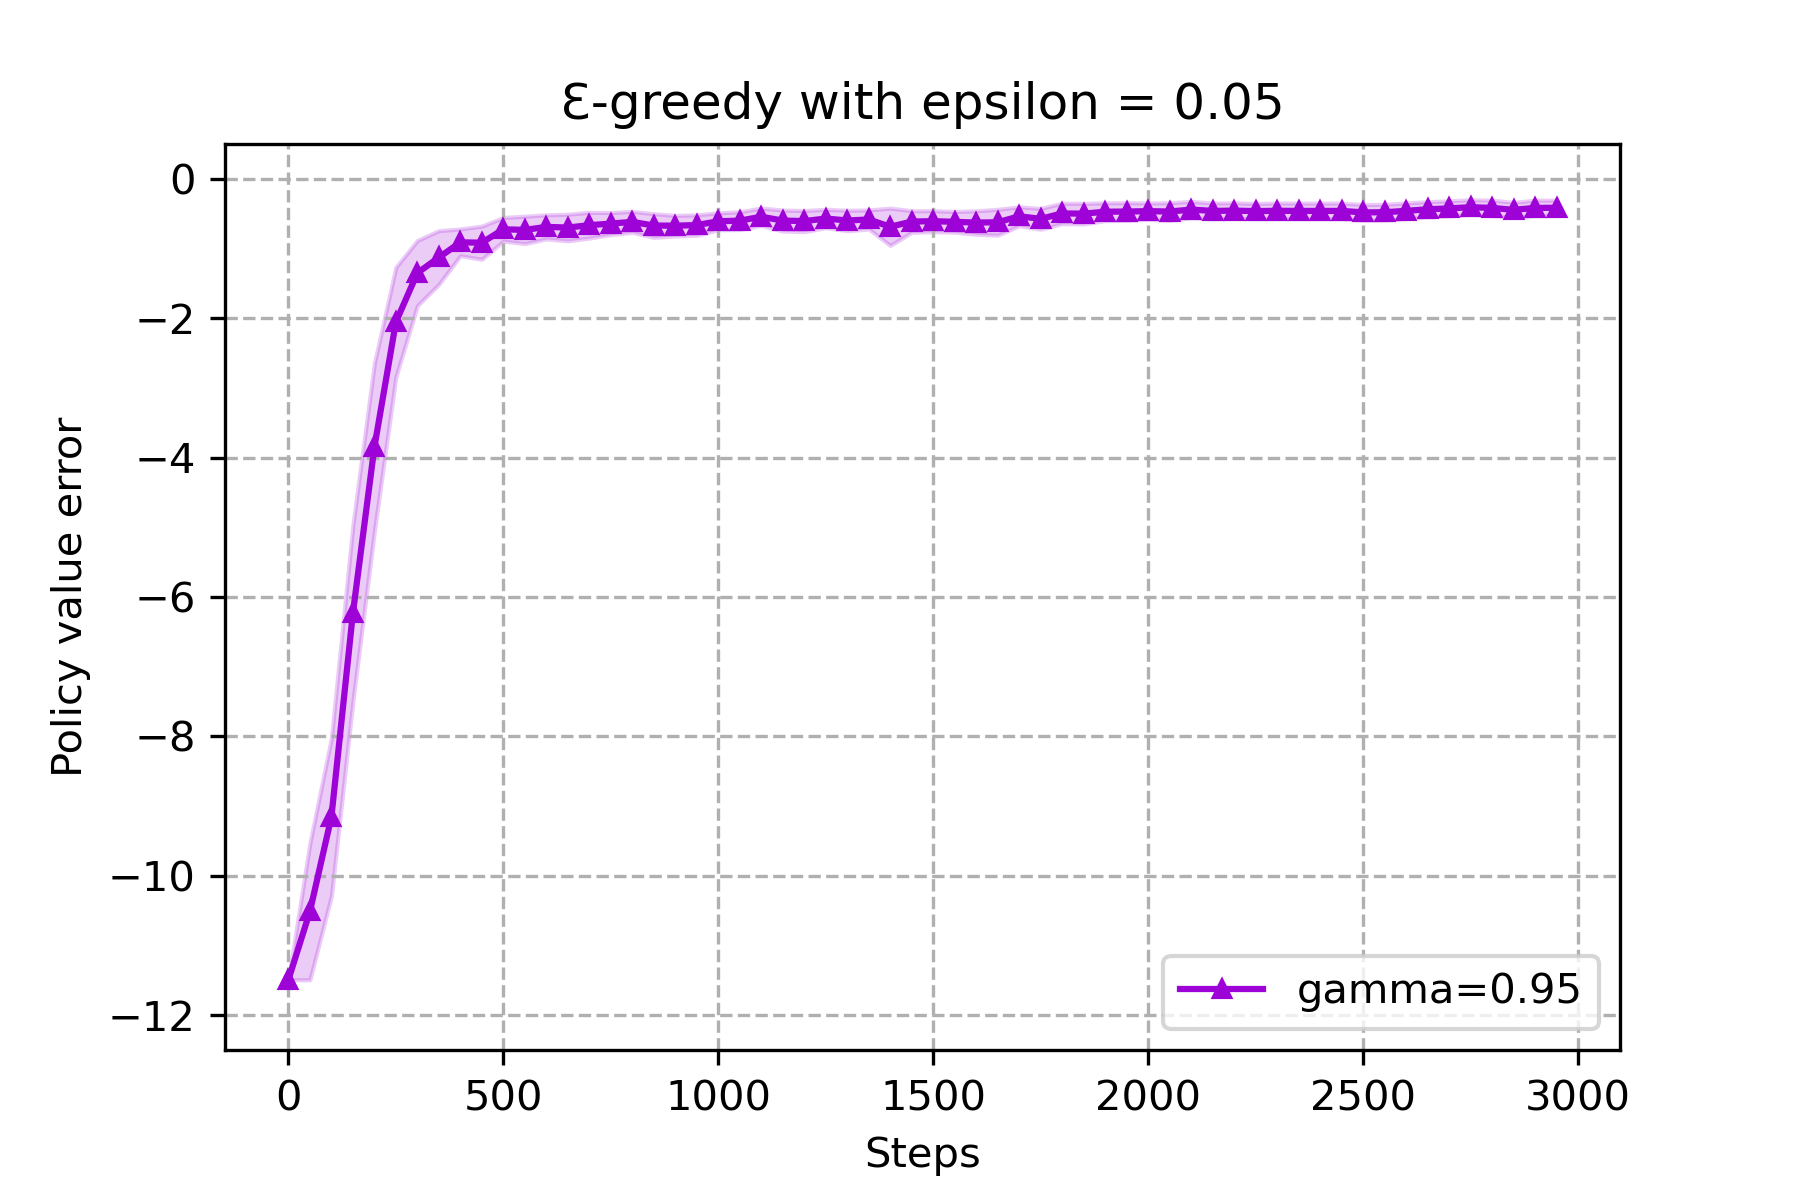 Ɛ-greedy with epsilon = 0.05
0
−2
−4
−6
−8
−10
−12
Policy value error
gamma=0.95
0 500 1000 1500 2000 2500 3000
Steps